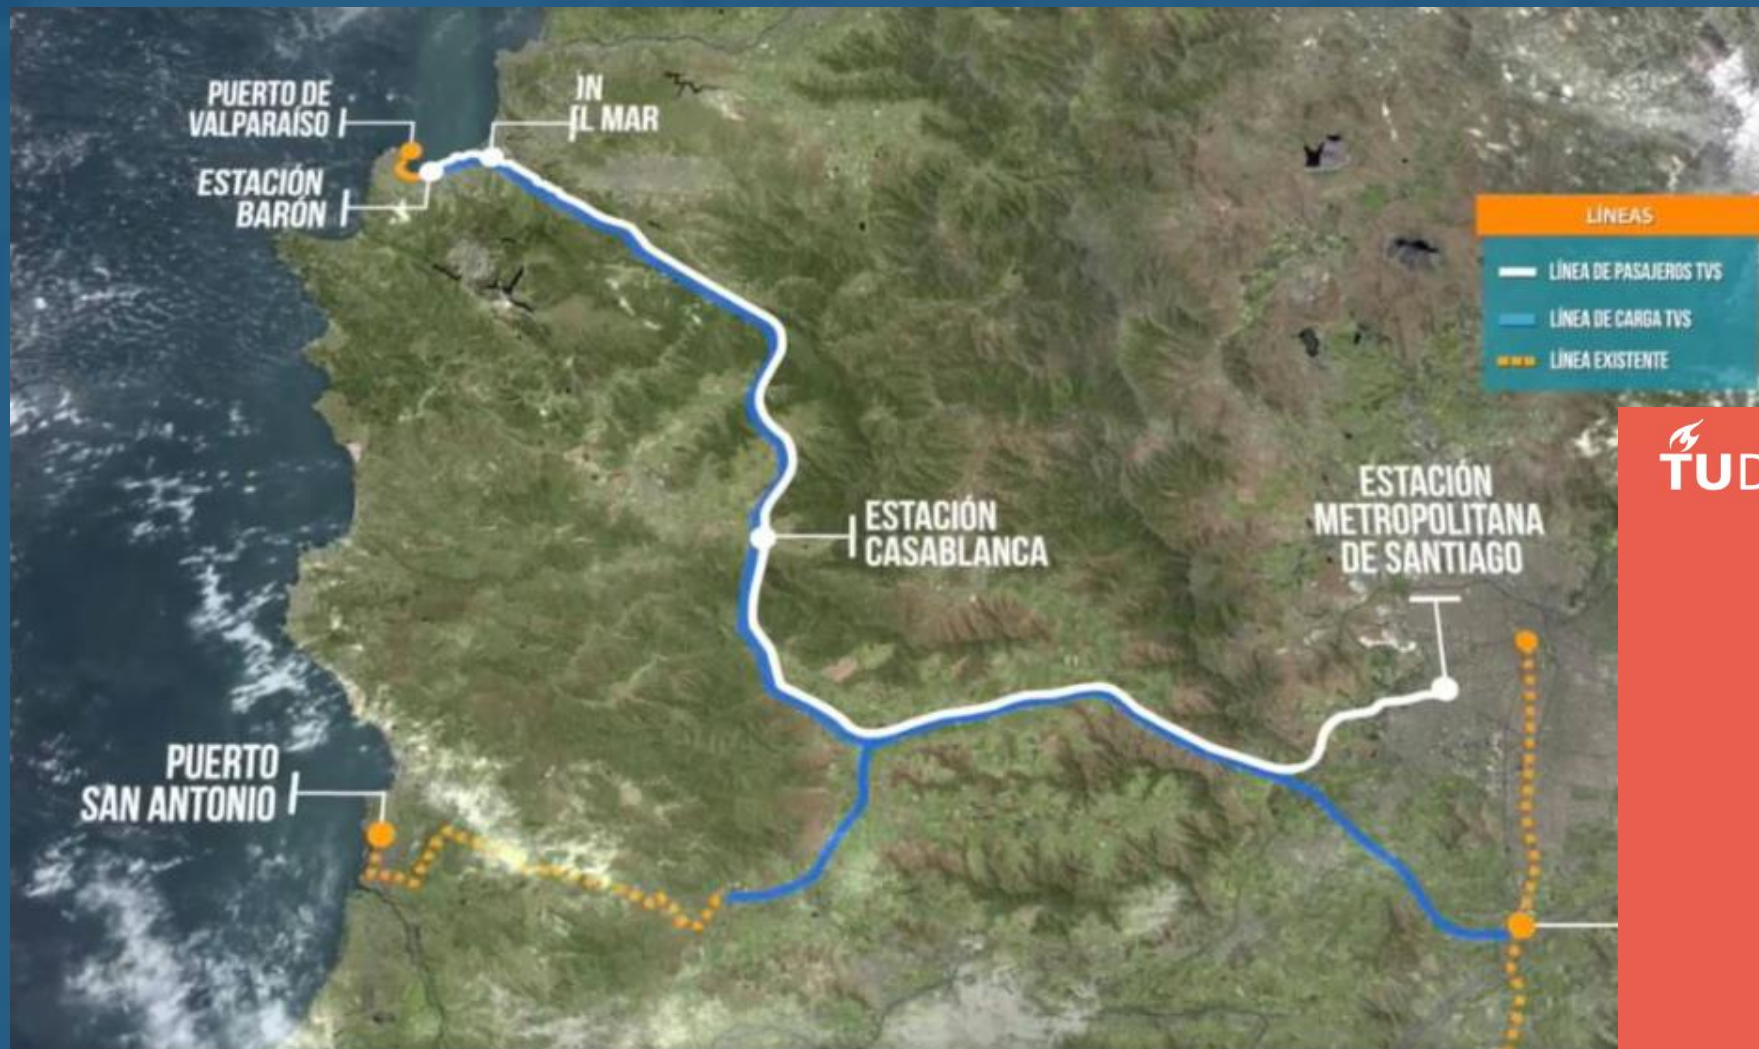 PUERTO DE
VALPARAÍSO
ESTACIÓN
BARÓN
L MAR
LÍNEAS
LÍNEA DE PASAJEROS TVS
LÍNEA DE CARGA TVS
LÍNEA EXISTENTE
TUD
ESTACIÓN
METROPOLITANA
DE SANTIAGO
ESTACIÓN
CASABLANCA
PUERTO
SAN ANTONIO